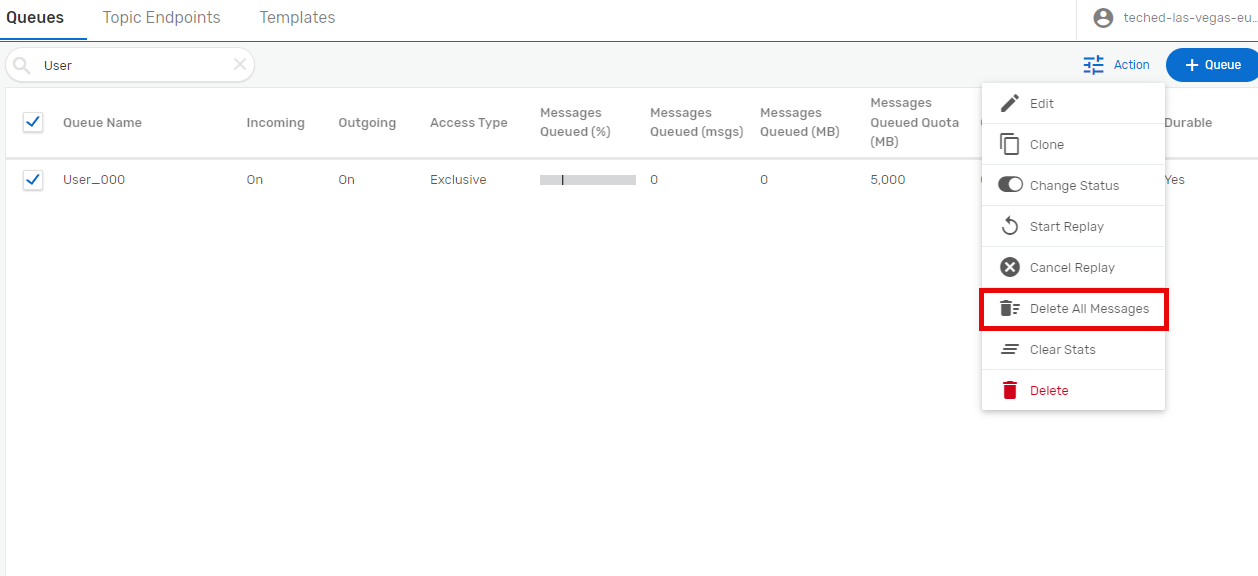 Queues Topic Endpoints Templates teched-las-vegas-eu...
User Action + Queue
Queue Name Incoming Outgoing Access Type Messages Queued (%) Messages Queued (msgs) Messages Queued (MB) Messages Queued Quota (MB) Durable
User_000 On On Exclusive 0 0 5,000 Yes
Edit
Clone
Change Status
Start Replay
Cancel Replay
Delete All Messages
Clear Stats
Delete